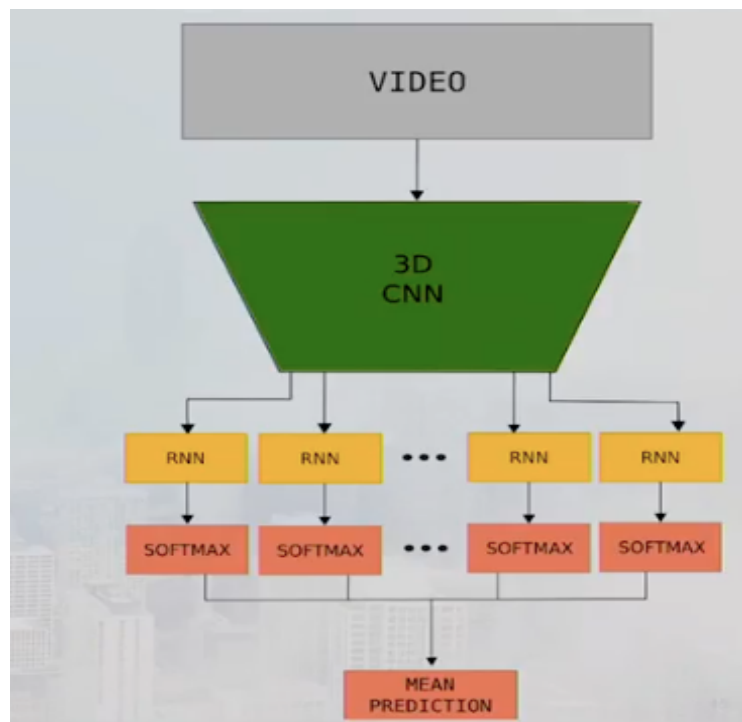 VIDEO
3D
CNN
RNN RNN ••• RNN RNN
SOFTMAX SOFTMAX ••• SOFTMAX SOFTMAX
MEAN
PREDICTION